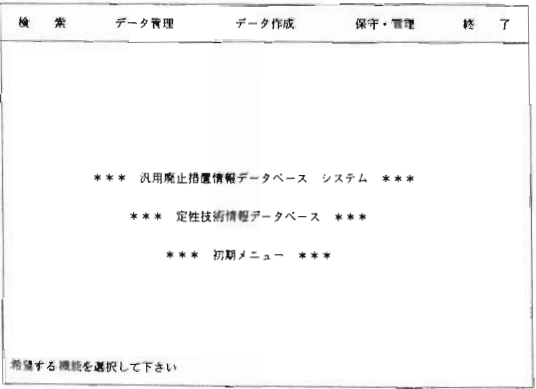 検　索　データ管理　データ作成　保守・管理　終　了
＊＊＊　汎用廃止措置情報データベース　システム　＊＊＊
＊＊＊　定性技術情報データベース　＊＊＊
＊＊＊　初期メニュー　＊＊＊
希望する機能を選択して下さい